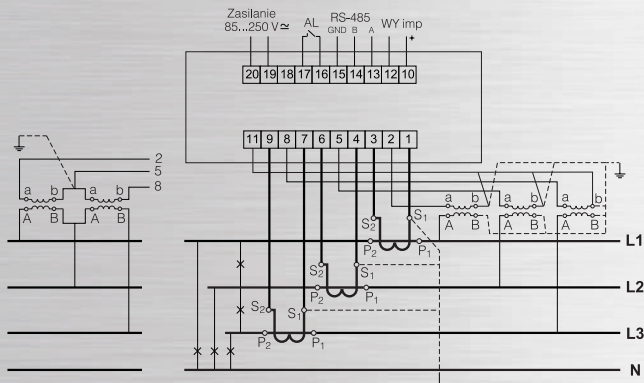 Zasilanie
85...250 V ≃
AL
RS-485
GND B A
WY imp
+
20 19 18 17 16 15 14 13 12 10
11 9 8 7 6 5 4 3 2 1
2
5
8
a b a b
A B A B
a b a b a b
A B A B A B
S₂ S₁
P₂ P₁
L1
S₂ S₁
P₂ P₁
L2
S₂ S₁
P₂ P₁
L3
N